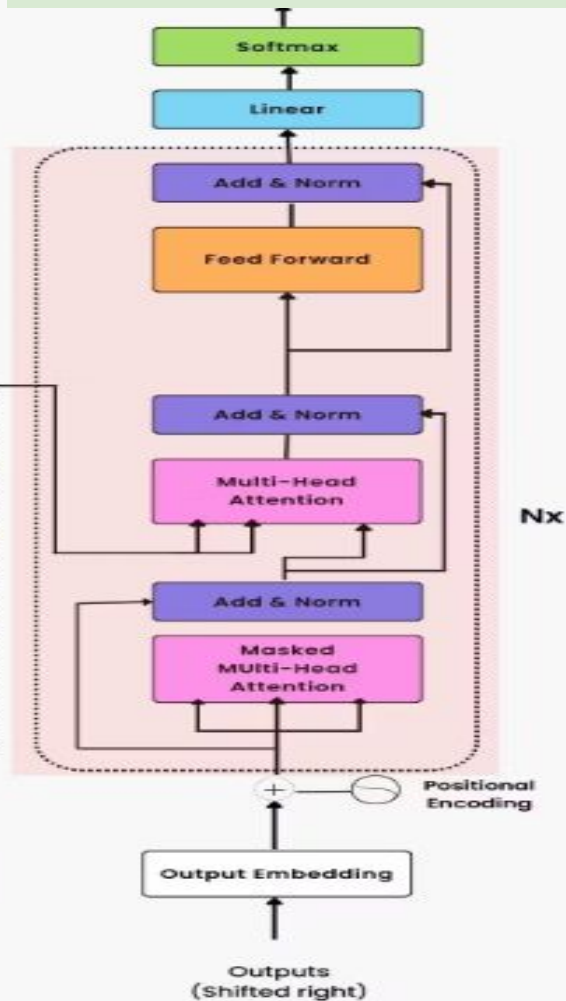 Softmax
Linear
Add & Norm
Feed Forward
Add & Norm
Multi-Head
Attention
Nx
Add & Norm
Masked
MUlti-Head
Attention
+
Positional
Encoding
Output Embedding
Outputs
(Shifted right)